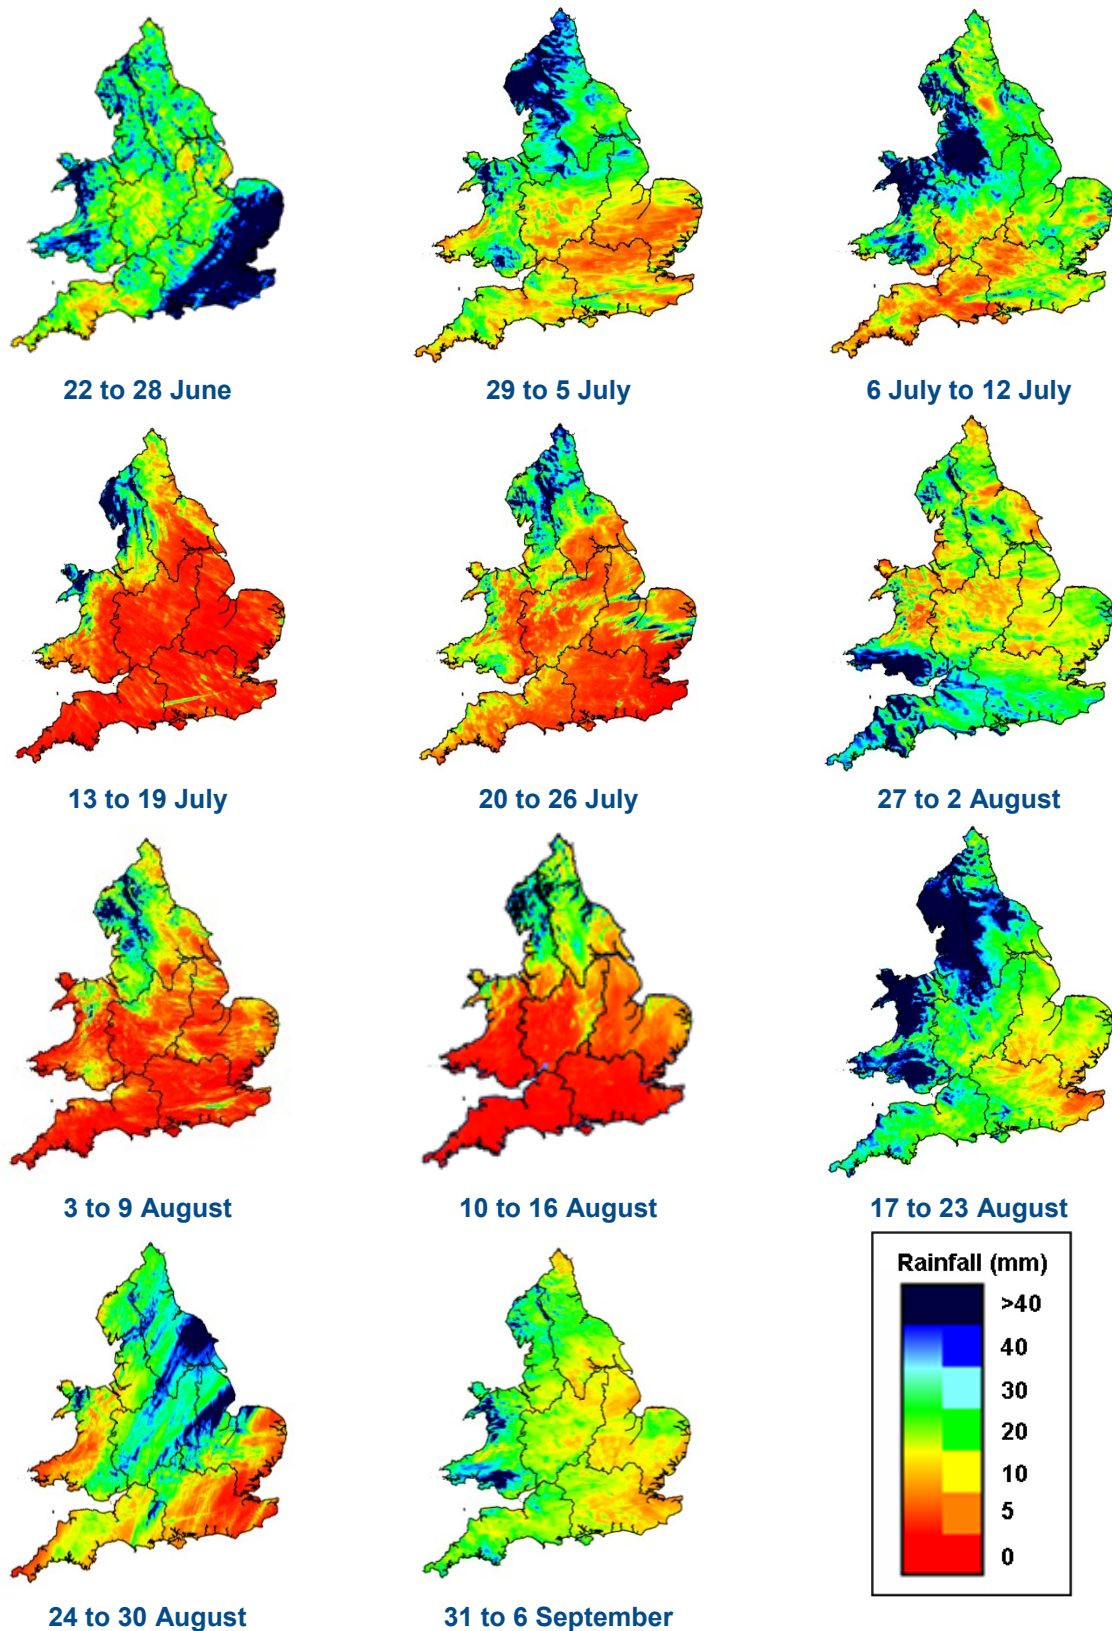 22 to 28 June
29 to 5 July
6 July to 12 July
13 to 19 July
20 to 26 July
27 to 2 August
3 to 9 August
10 to 16 August
17 to 23 August
Rainfall (mm)
>40
40
30
20
10
5
0
24 to 30 August
31 to 6 September